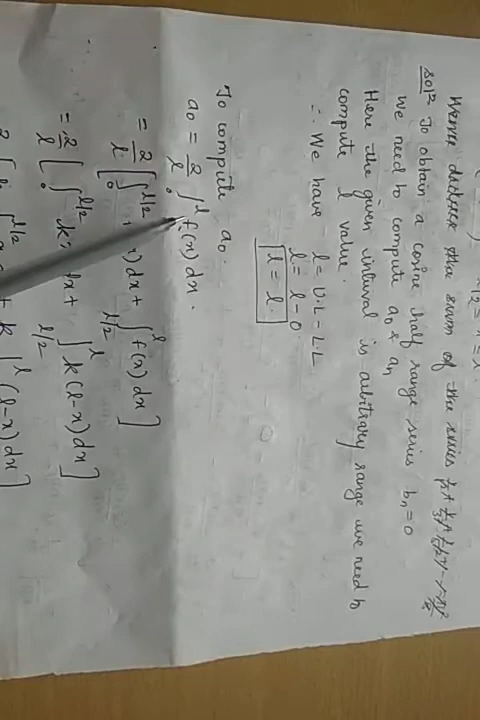 l/2 ≤ x ≤ l.
Hence deduce the sum of the series
Sol? To obtain a cosine half range series bn = 0
we need to compute a0 & an
Here the given interval is arbitrary range we need to
compute l value.
∴ We have l = U.L - L.L
l = l - 0
l = l.
To compute a0.
a0 = 2/l ∫0^l f(x) dx.
= 2/l [∫0^l/2 x) dx + ∫l/2^l f(x) dx]
= 2/l [∫0^l/2 kx dx + ∫l/2^l k(l-x) dx]
+ k ∫^l (l-x) dx]